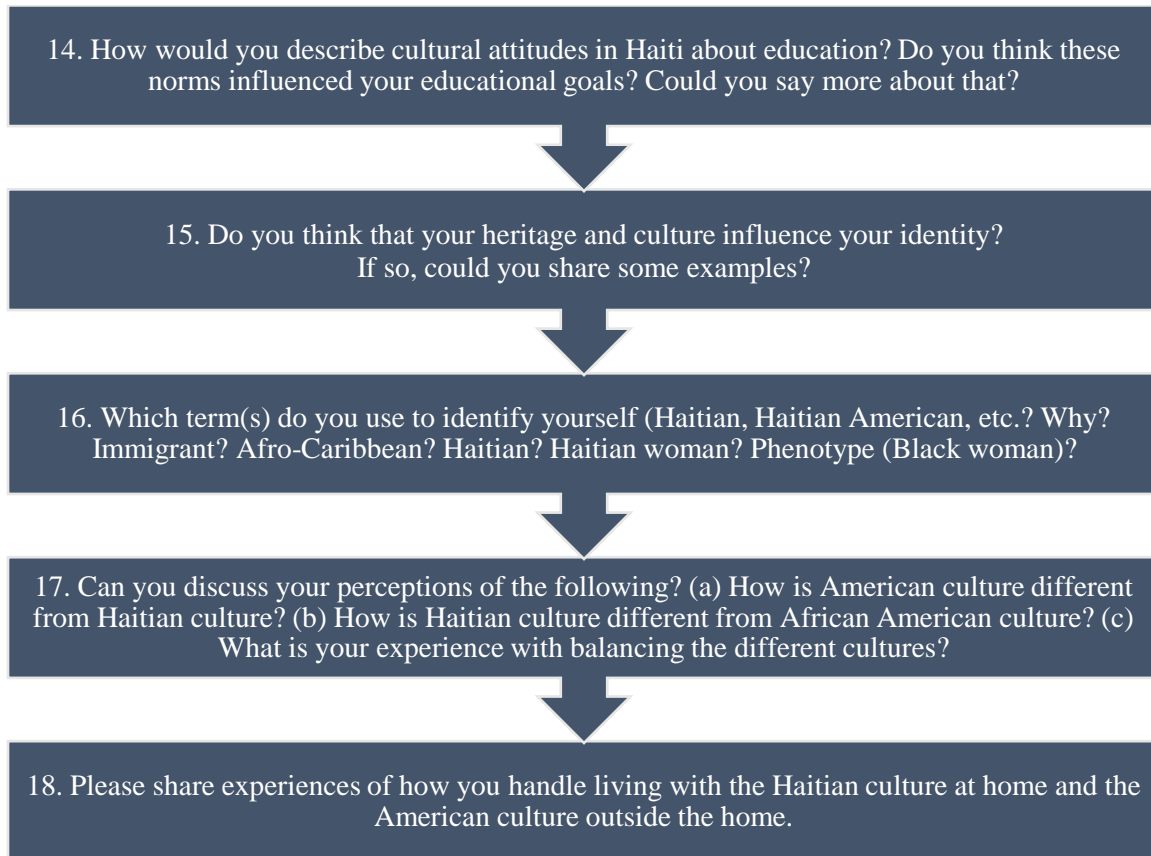 14. How would you describe cultural attitudes in Haiti about education? Do you think these
norms influenced your educational goals? Could you say more about that?
15. Do you think that your heritage and culture influence your identity?
If so, could you share some examples?
16. Which term(s) do you use to identify yourself (Haitian, Haitian American, etc.? Why?
Immigrant? Afro-Caribbean? Haitian? Haitian woman? Phenotype (Black woman)?
17. Can you discuss your perceptions of the following? (a) How is American culture different
from Haitian culture? (b) How is Haitian culture different from African American culture? (c)
What is your experience with balancing the different cultures?
18. Please share experiences of how you handle living with the Haitian culture at home and the
American culture outside the home.